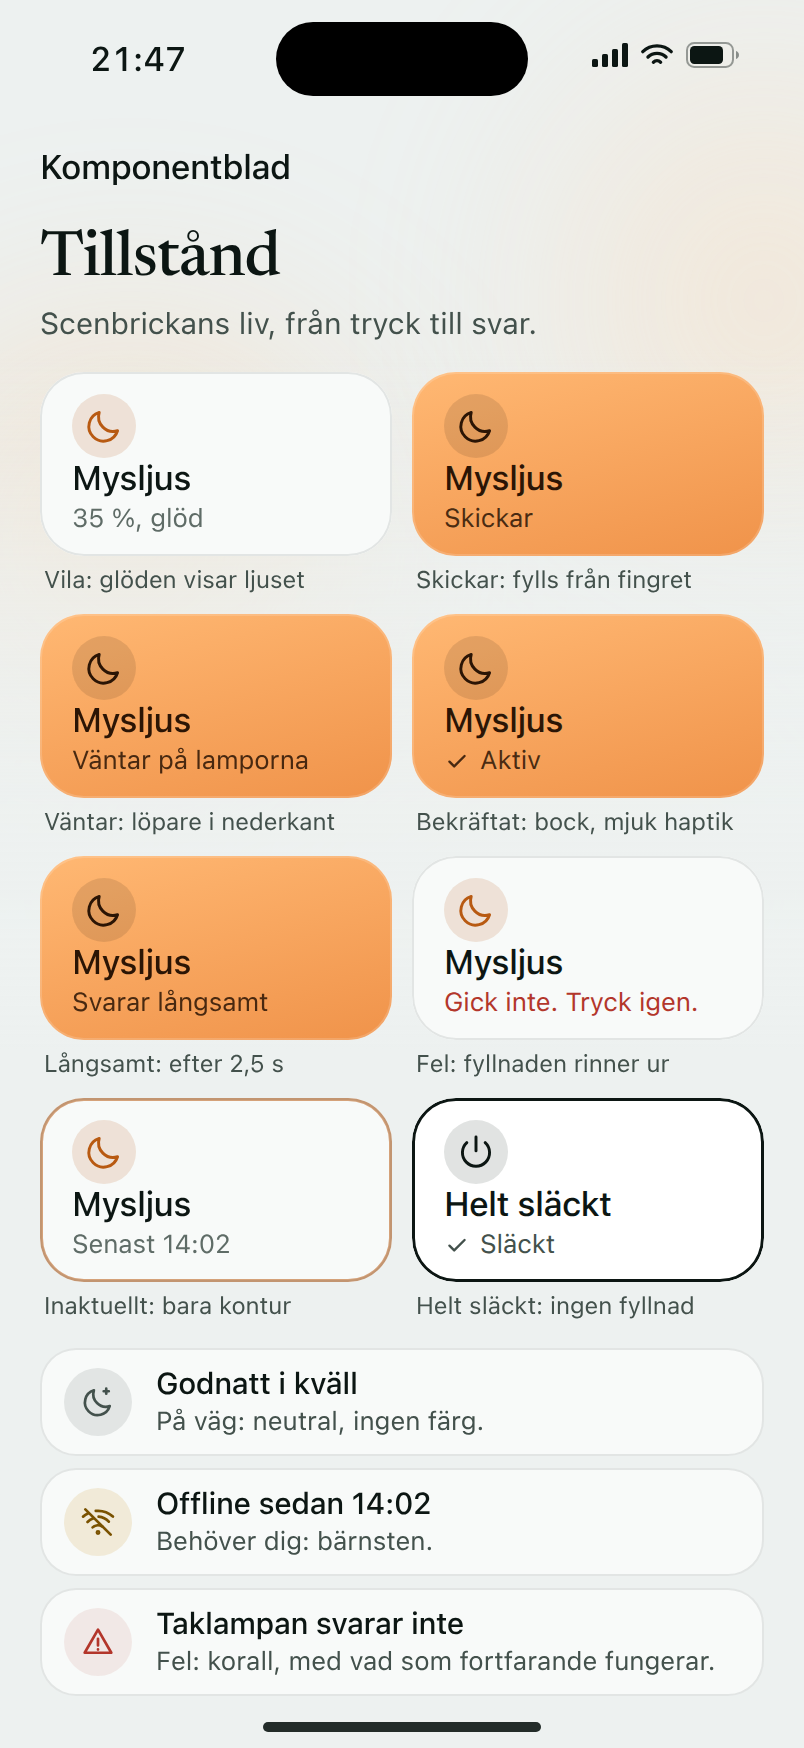 21:47
Komponentblad
Tillstånd
Scenbrickans liv, från tryck till svar.
Mysljus
35 %, glöd
Vila: glöden visar ljuset
Mysljus
Skickar
Skickar: fylls från fingret
Mysljus
Väntar på lamporna
Väntar: löpare i nederkant
Mysljus
Aktiv
Bekräftat: bock, mjuk haptik
Mysljus
Svarar långsamt
Långsamt: efter 2,5 s
Mysljus
Gick inte. Tryck igen.
Fel: fyllnaden rinner ur
Mysljus
Senast 14:02
Inaktuellt: bara kontur
Helt släckt
Släckt
Helt släckt: ingen fyllnad
Godnatt i kväll
På väg: neutral, ingen färg.
Offline sedan 14:02
Behöver dig: bärnsten.
Taklampan svarar inte
Fel: korall, med vad som fortfarande fungerar.